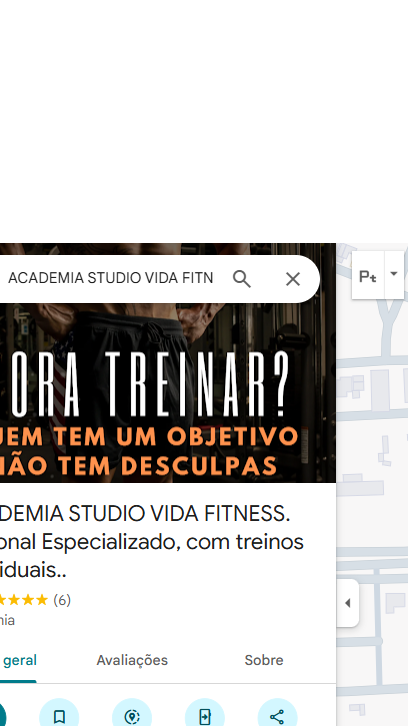 ACADEMIA STUDIO VIDA FITN
ORA TREINAR?
UEM TEM UM OBJETIVO
NÃO TEM DESCULPAS
DEMIA STUDIO VIDA FITNESS.
onal Especializado, com treinos
iduais..
(6)
nia
geral
Avaliações
Sobre